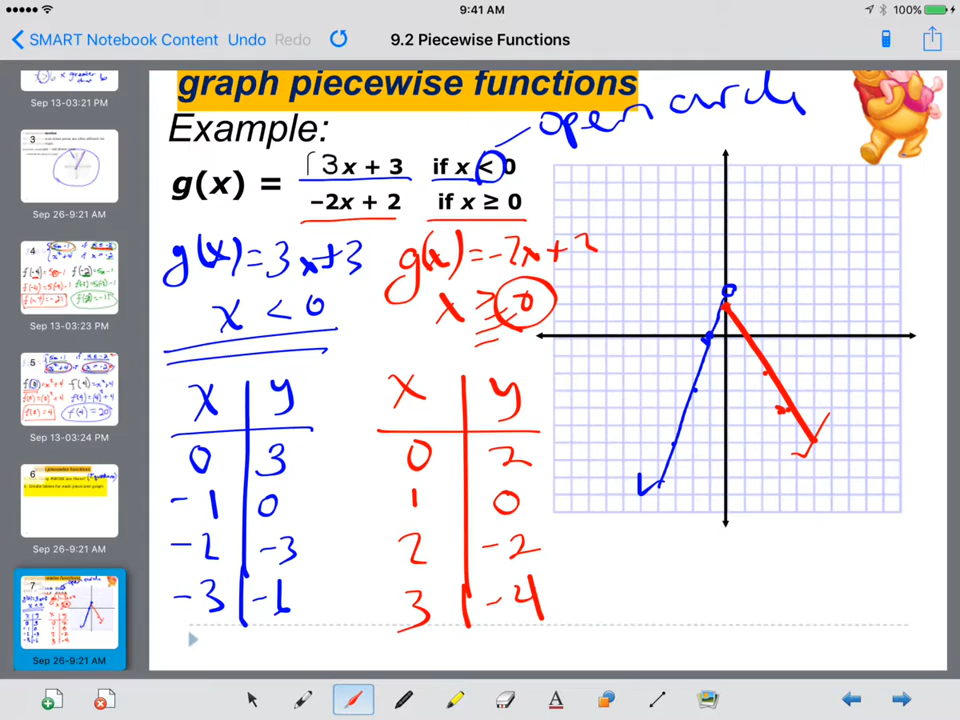 9:41 AM
100%
SMART Notebook Content Undo Redo 9.2 Piecewise Functions
Sep 13-03:21 PM
3
Sep 26-9:21 AM
4
Sep 13-03:23 PM
5
Sep 13-03:24 PM
6
Sep 26-9:21 AM
7
Sep 26-9:21 AM
graph piecewise functions
open circle
Example:
g(x) = 3x + 3 if x < 0
-2x + 2 if x ≥ 0
g(x)=3x+3 g(x)=-2x+2
x < 0 x ≥ 0
x y x y
0 3 0 2
-1 0 1 0
-2 -3 2 -2
-3 -6 3 -4
A